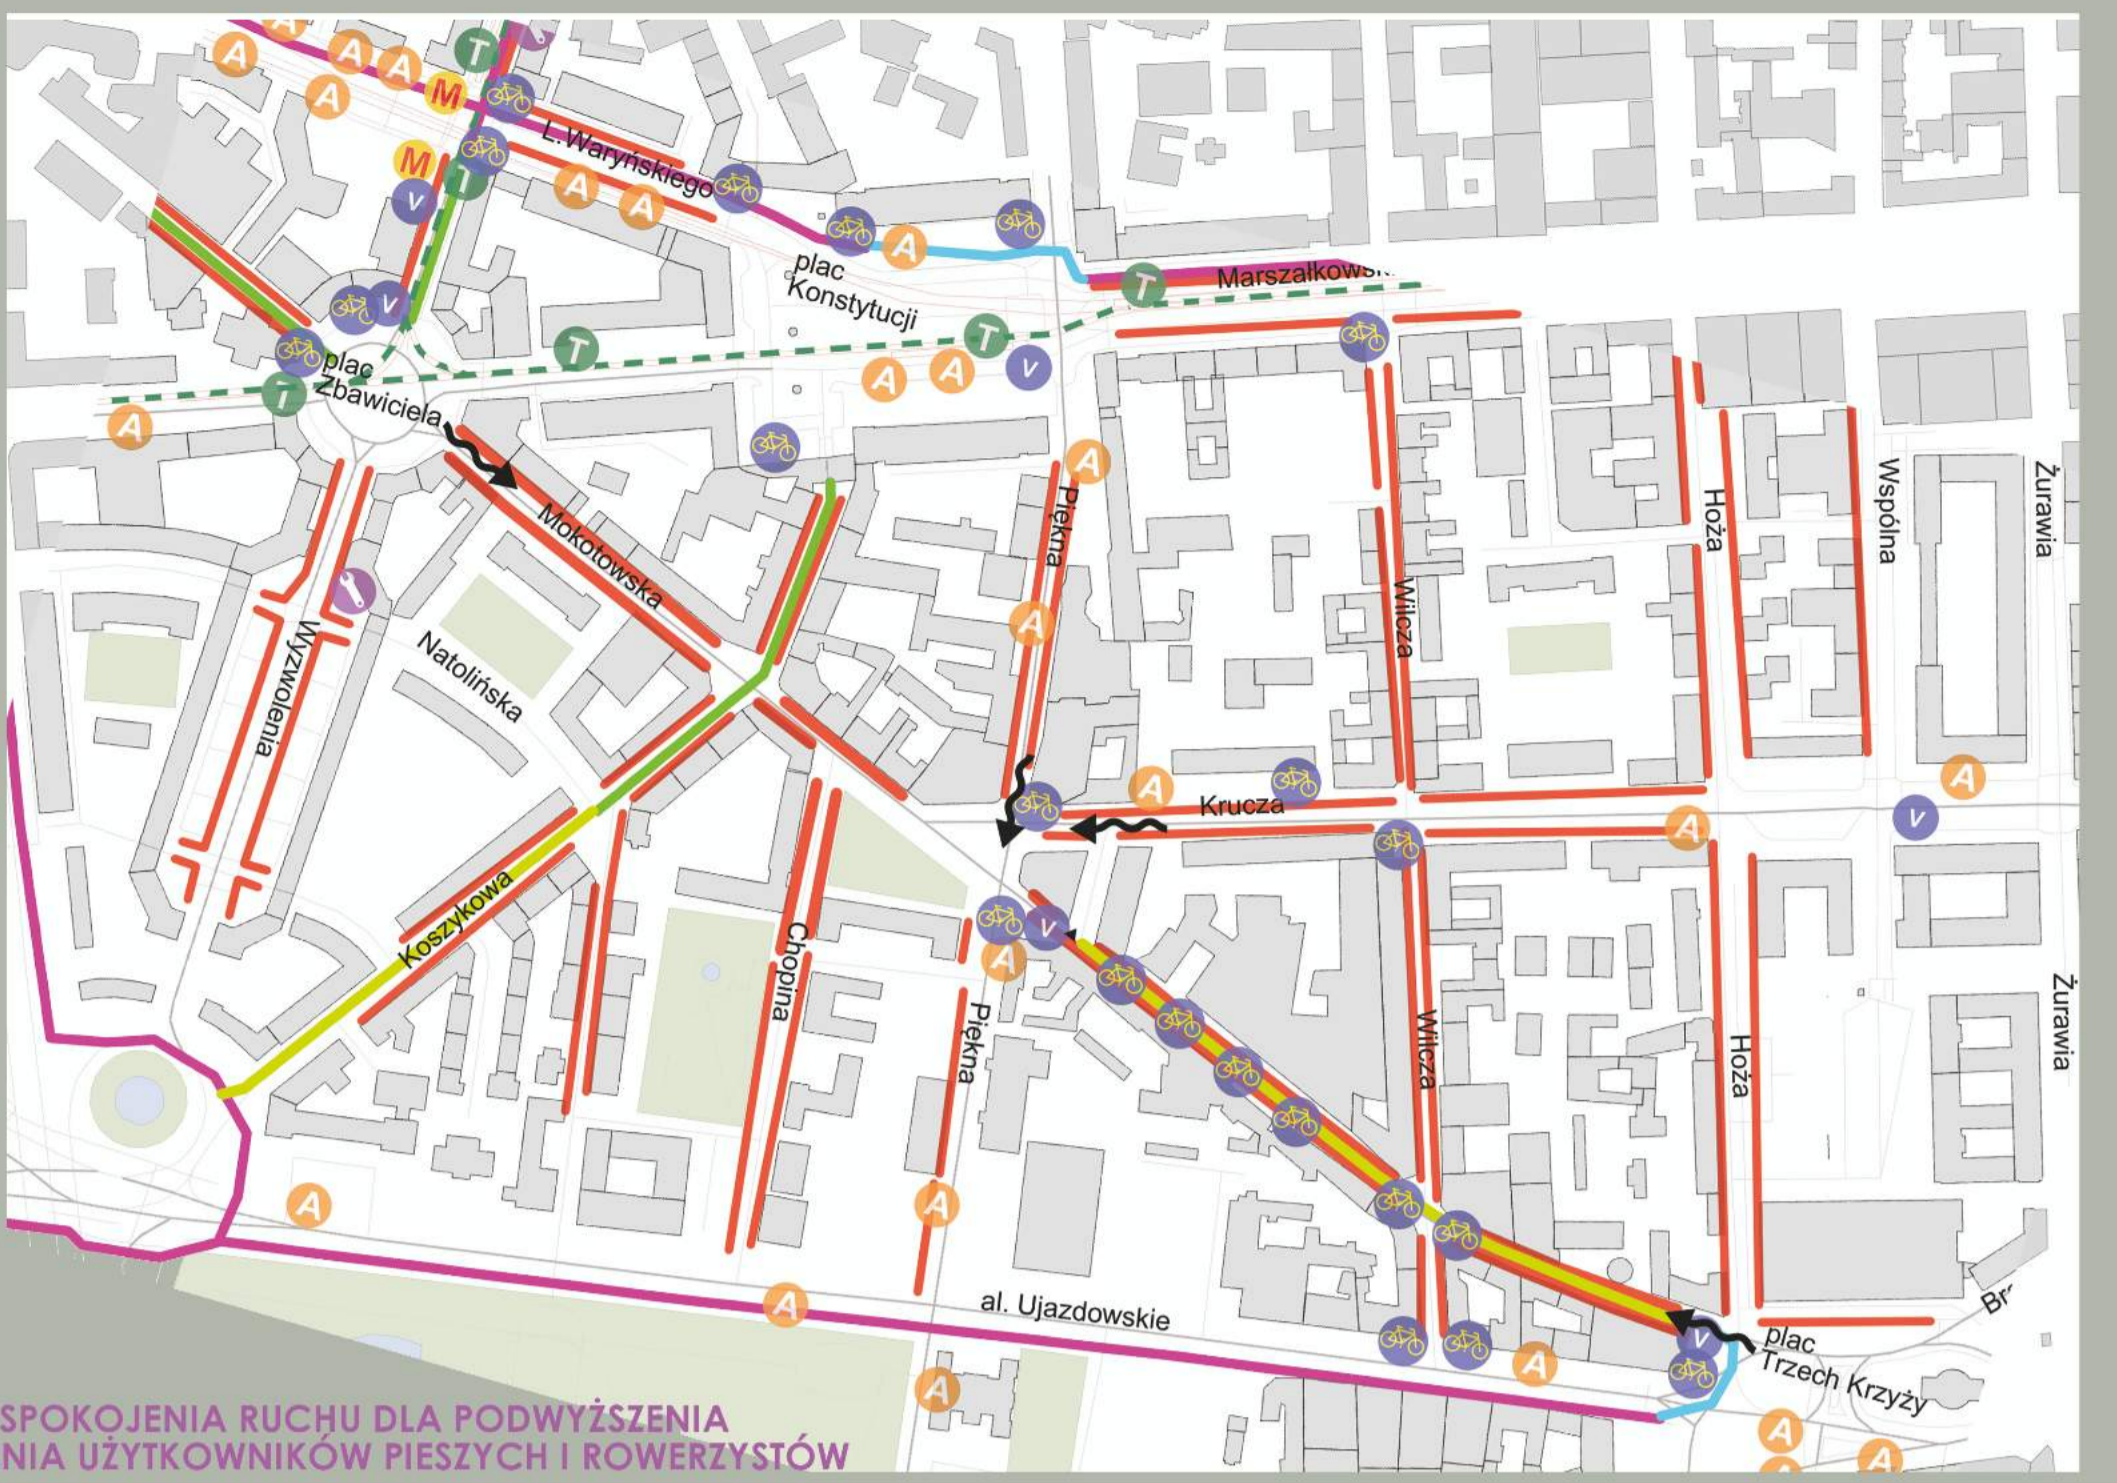 A
A
A
A
A
M
T
L.Waryńskiego
M
T
V
A
A
A
plac
Konstytucji
T
Marszałkowsk
V
T
T
V
A
A
plac
Zbawiciela
T
A
A
Piękna
Mokotowska
A
Wilcza
Hoża
Wspólna
Żurawia
Wyzwolenia
Natolińska
A
Krucza
A
A
V
Koszykowa
Chopina
V
A
Piękna
Wilcza
Hoża
Żurawia
A
A
A
al. Ujazdowskie
Br
V
plac
Trzech Krzyży
A
A
A
A
A
SPOKOJENIA RUCHU DLA PODWYŻSZENIA
NIA UŻYTKOWNIKÓW PIESZYCH I ROWERZYSTÓW